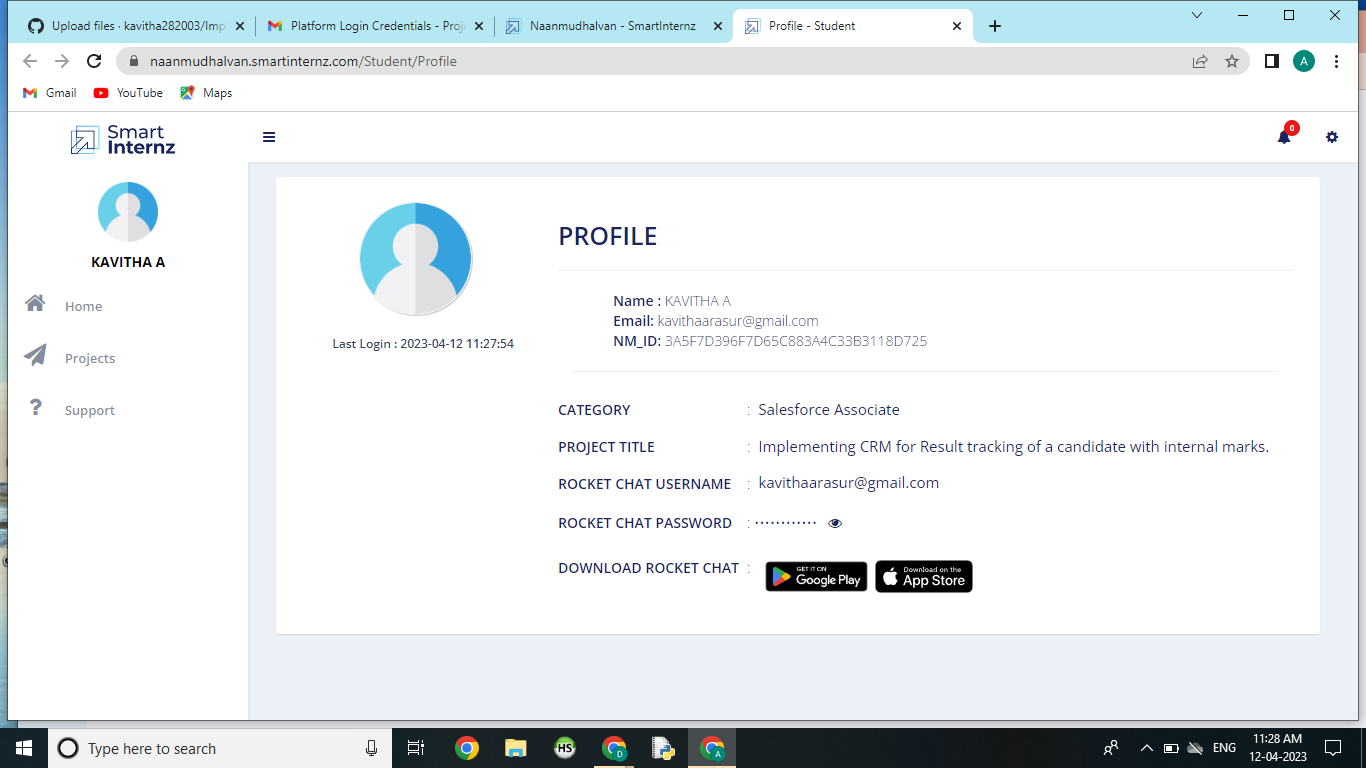 Upload files · kavitha282003/Imp
Platform Login Credentials - Proj
Naanmudhalvan - SmartInternz
Profile - Student
naanmudhalvan.smartinternz.com/Student/Profile
A
Gmail
YouTube
Maps
Smart
Internz
0
KAVITHA A
Home
Projects
Support
Last Login : 2023-04-12 11:27:54
PROFILE
Name : KAVITHA A
Email: kavithaarasur@gmail.com
NM_ID: 3A5F7D396F7D65C883A4C33B3118D725
CATEGORY : Salesforce Associate
PROJECT TITLE : Implementing CRM for Result tracking of a candidate with internal marks.
ROCKET CHAT USERNAME : kavithaarasur@gmail.com
ROCKET CHAT PASSWORD : ············
DOWNLOAD ROCKET CHAT :
GET IT ON
Google Play
Download on the
App Store
Type here to search
HS
D
A
ENG
11:28 AM
12-04-2023